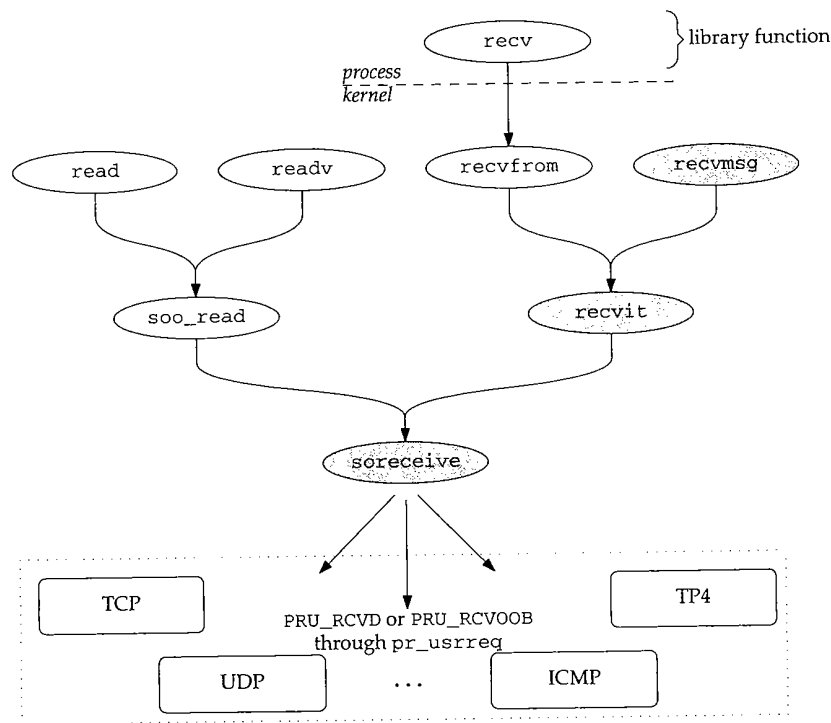 recv
library function
process
kernel
read
readv
recvfrom
recvmsg
soo_read
recvit
soreceive
TCP
TP4
PRU_RCVD or PRU_RCVOOB
through pr_usrreq
UDP
...
ICMP